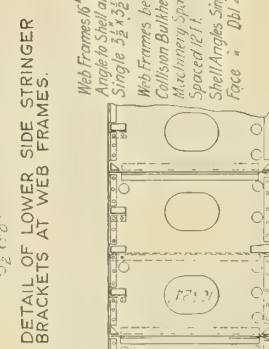 DETAIL OF LOWER SIDE STRINGER
BRACKETS AT WEB FRAMES.
Web Frames 16"
Angle to Shell a
Single 3½ x 3½
Web Frames
Collision Bulkhe
Machinery Spa
Spaced 12 ft.
Shell Angles Sin
Face " Dbl